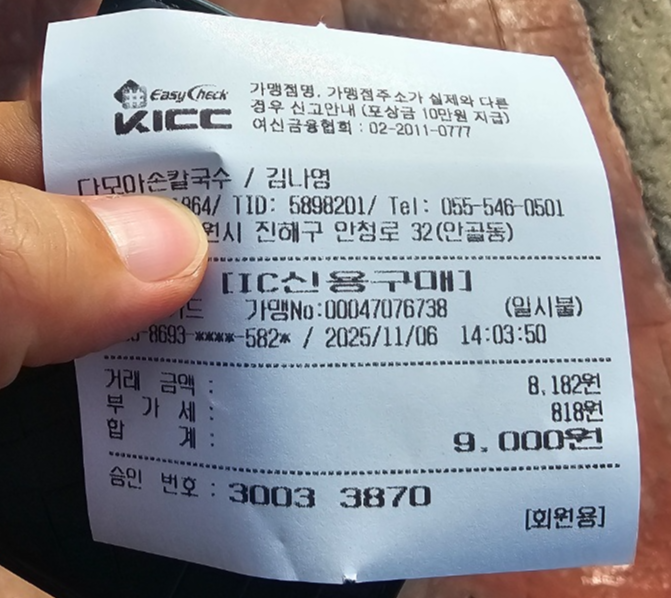 EasyCheck
KICC
가맹점명, 가맹점주소가 실제와 다른
경우 신고안내 (포상금 10만원 지급)
여신금융협회 : 02-2011-0777
다모아손칼국수 / 김나영
1864/ TID: 5898201/ Tel: 055-546-0501
원시 진해구 안청로 32(안골동)
[IC신용구매]
카드 가맹No:00047076738 (일시불)
-8693-****-582* / 2025/11/06 14:03:50
거래 금액 : 8,182원
부 가 세 : 818원
합 계 : 9,000원
승인 번호 : 3003 3870
[회원용]